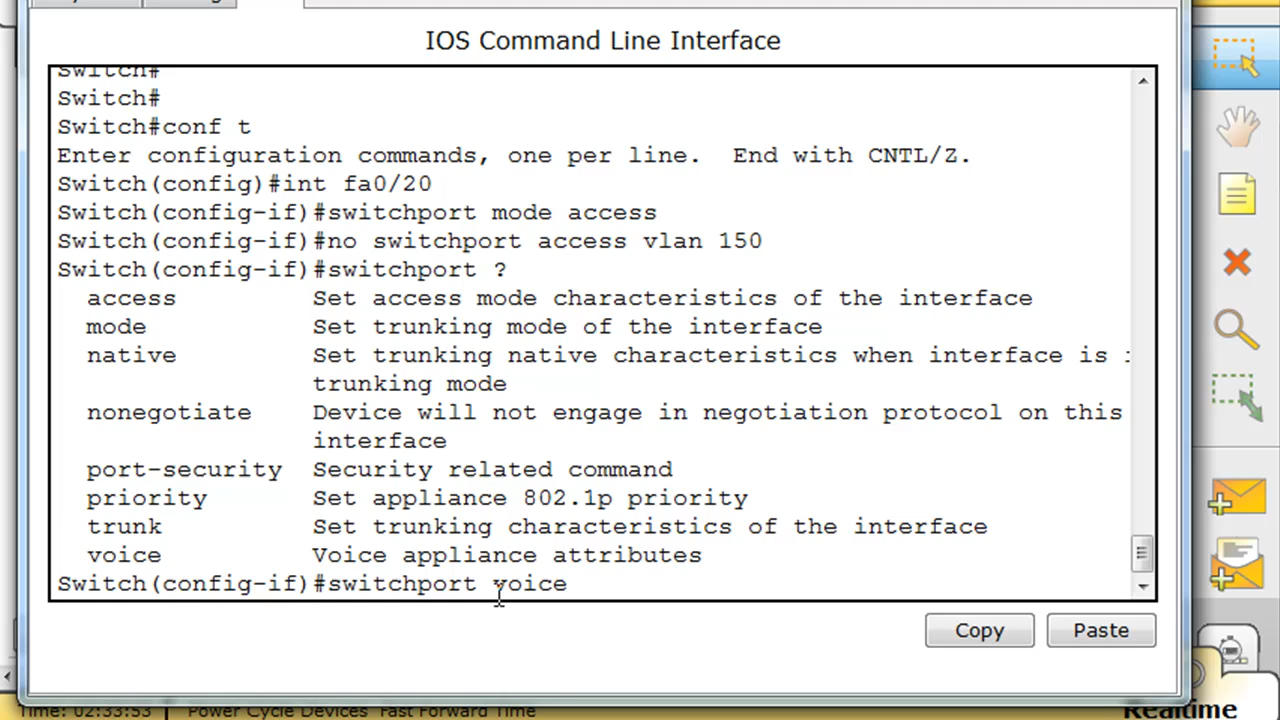 IOS Command Line Interface
Switch#
Switch#
Switch#conf t
Enter configuration commands, one per line.  End with CNTL/Z.
Switch(config)#int fa0/20
Switch(config-if)#switchport mode access
Switch(config-if)#no switchport access vlan 150
Switch(config-if)#switchport ?
access Set access mode characteristics of the interface
mode Set trunking mode of the interface
native Set trunking native characteristics when interface is
trunking mode
nonegotiate Device will not engage in negotiation protocol on this
interface
port-security Security related command
priority Set appliance 802.1p priority
trunk Set trunking characteristics of the interface
voice Voice appliance attributes
Switch(config-if)#switchport voice
Copy Paste
Time: 02:33:53 Power Cycle Devices Fast Forward Time
Realtime